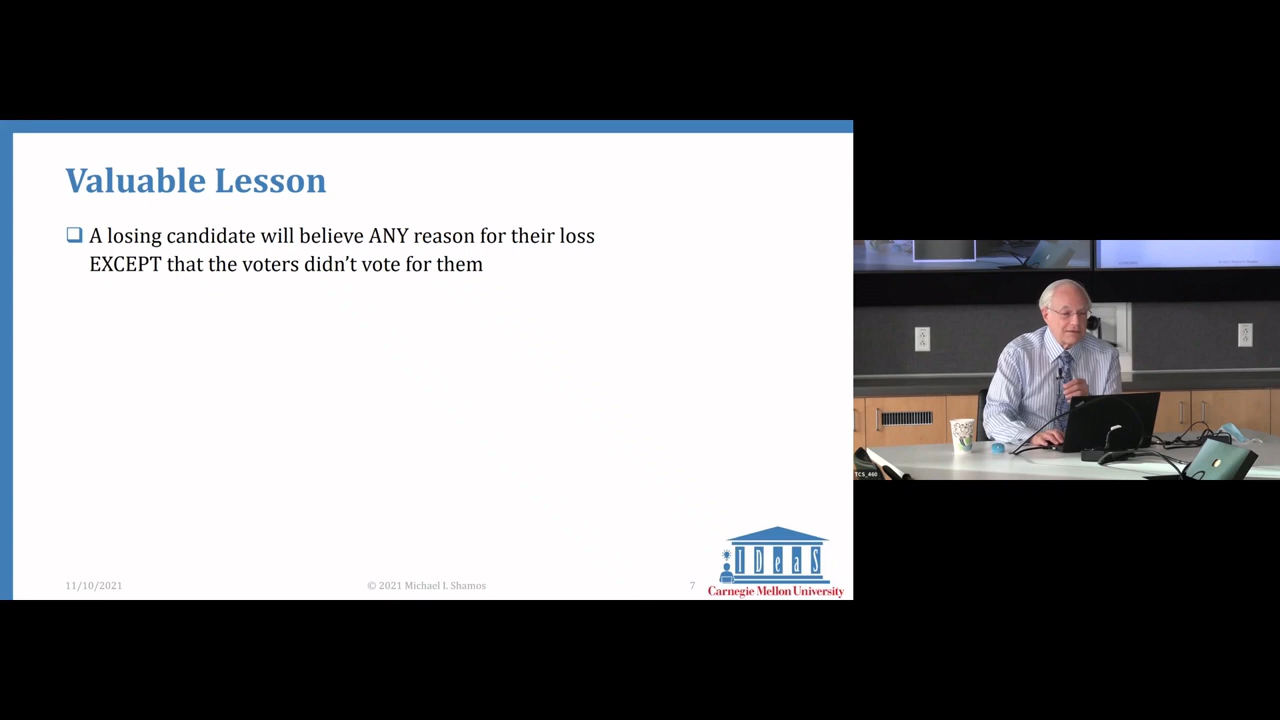 Valuable Lesson
A losing candidate will believe ANY reason for their loss
EXCEPT that the voters didn't vote for them
11/10/2021
© 2021 Michael I. Shamos
7
IDeaS
Carnegie Mellon University
TCS_460